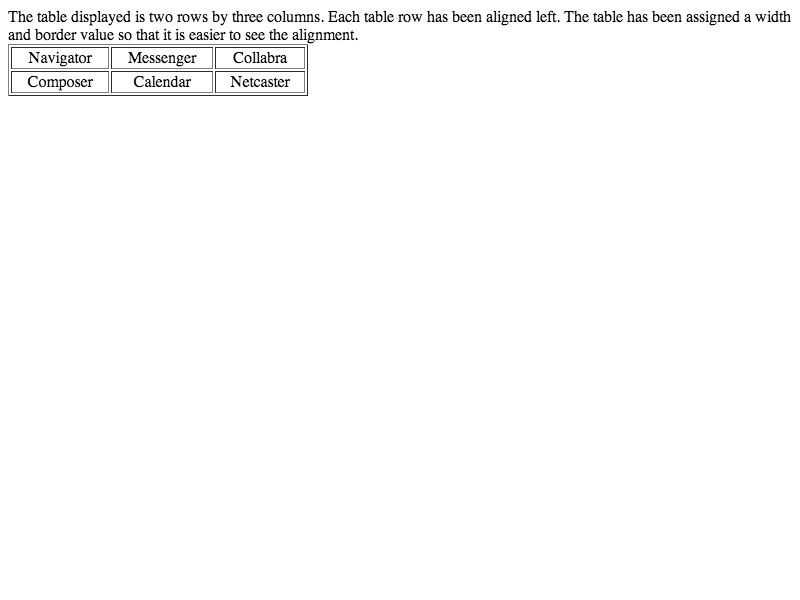 The table displayed is two rows by three columns. Each table row has been aligned left. The table has been assigned a width
and border value so that it is easier to see the alignment.
Navigator Messenger Collabra
Composer Calendar Netcaster